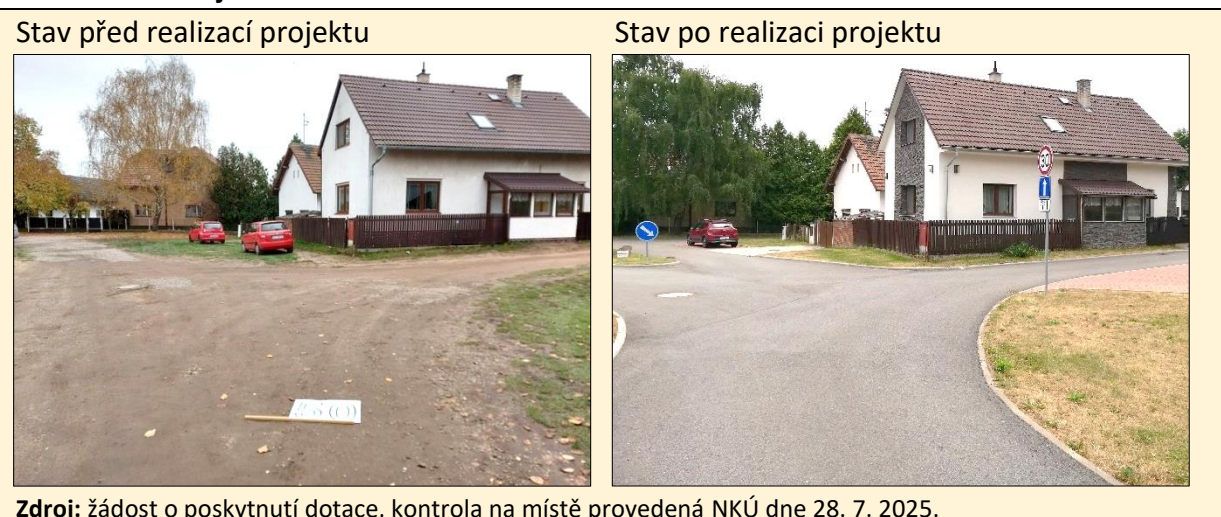 Stav před realizací projektu
Stav po realizaci projektu
30
Zdroj: žádost o poskytnutí dotace, kontrola na místě provedená NKÚ dne 28. 7. 2025.